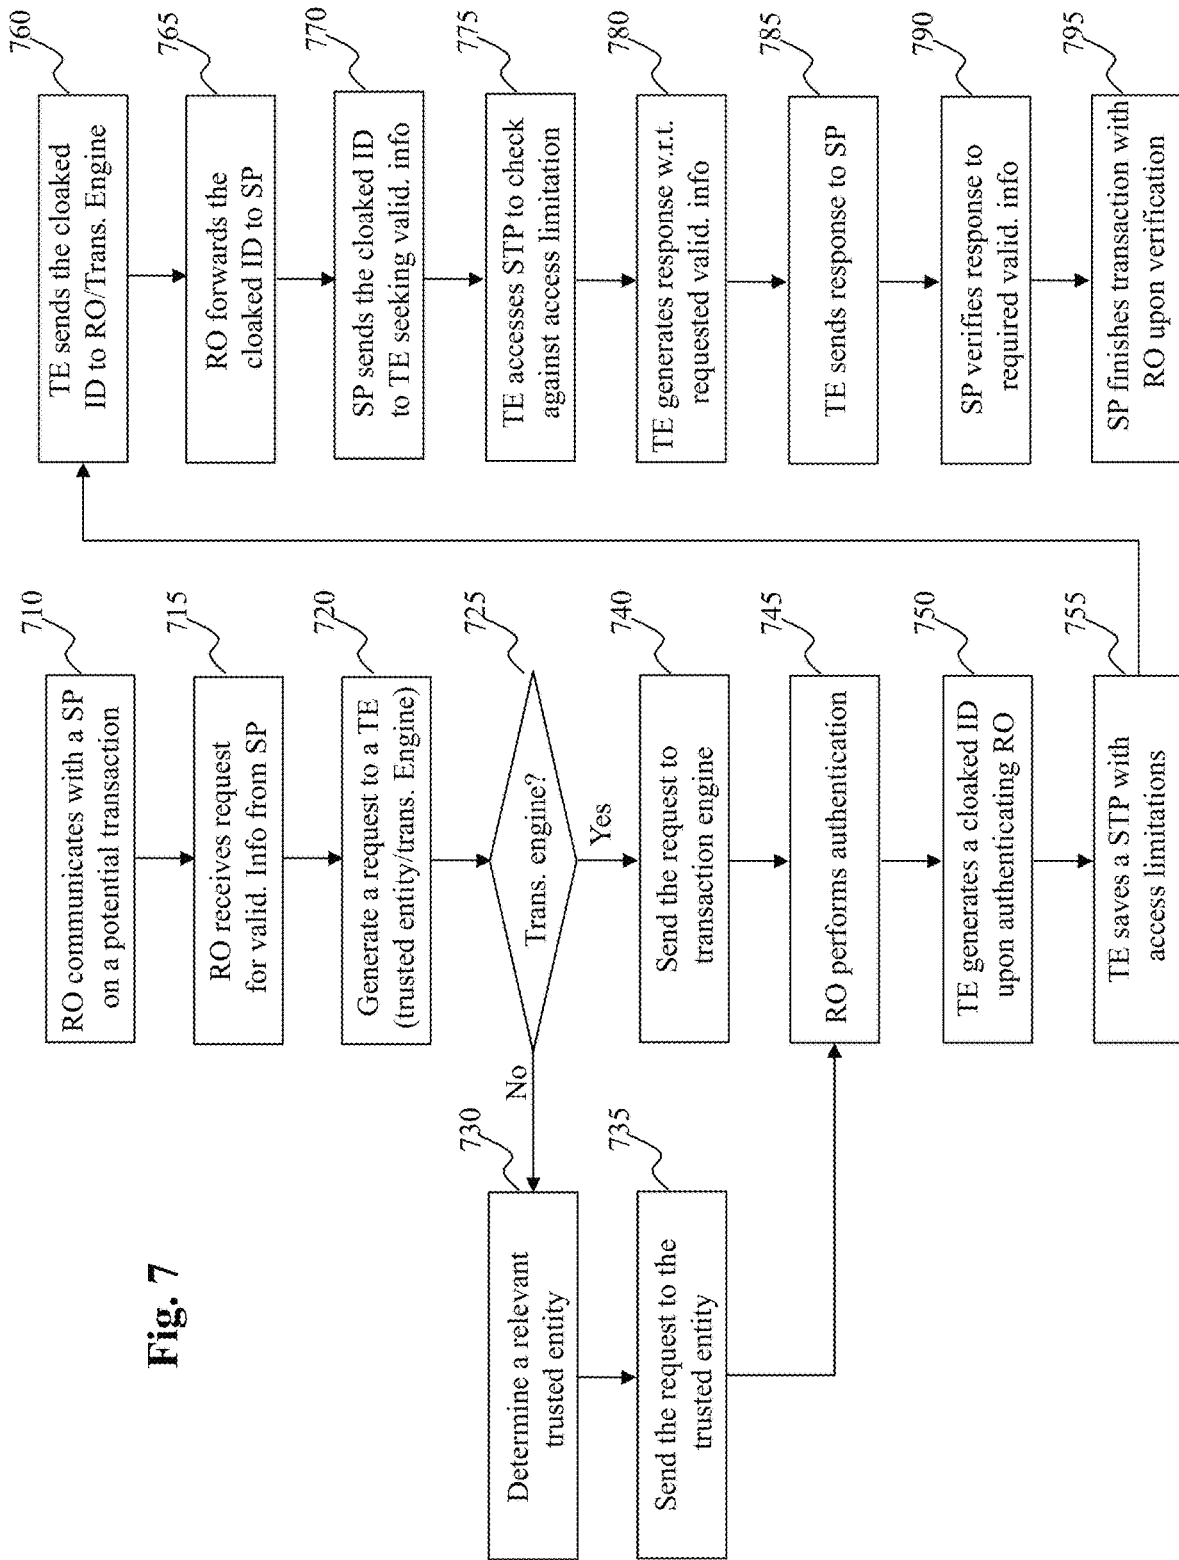 710
RO communicates with a SP
on a potential transaction
715
RO receives request
for valid. Info from SP
720
Generate a request to a TE
(trusted entity/trans. Engine)
725
Trans. engine?
No
Yes
730
Determine a relevant
trusted entity
735
Send the request to the
trusted entity
740
Send the request to
transaction engine
745
RO performs authentication
750
TE generates a cloaked ID
upon authenticating RO
755
TE saves a STP with
access limitations
760
TE sends the cloaked
ID to RO/Trans. Engine
765
RO forwards the
cloaked ID to SP
770
SP sends the cloaked ID
to TE seeking valid. info
775
TE accesses STP to check
against access limitation
780
TE generates response w.r.t.
requested valid. info
785
TE sends response to SP
790
SP verifies response to
required valid. info
795
SP finishes transaction with
RO upon verification
Fig. 7